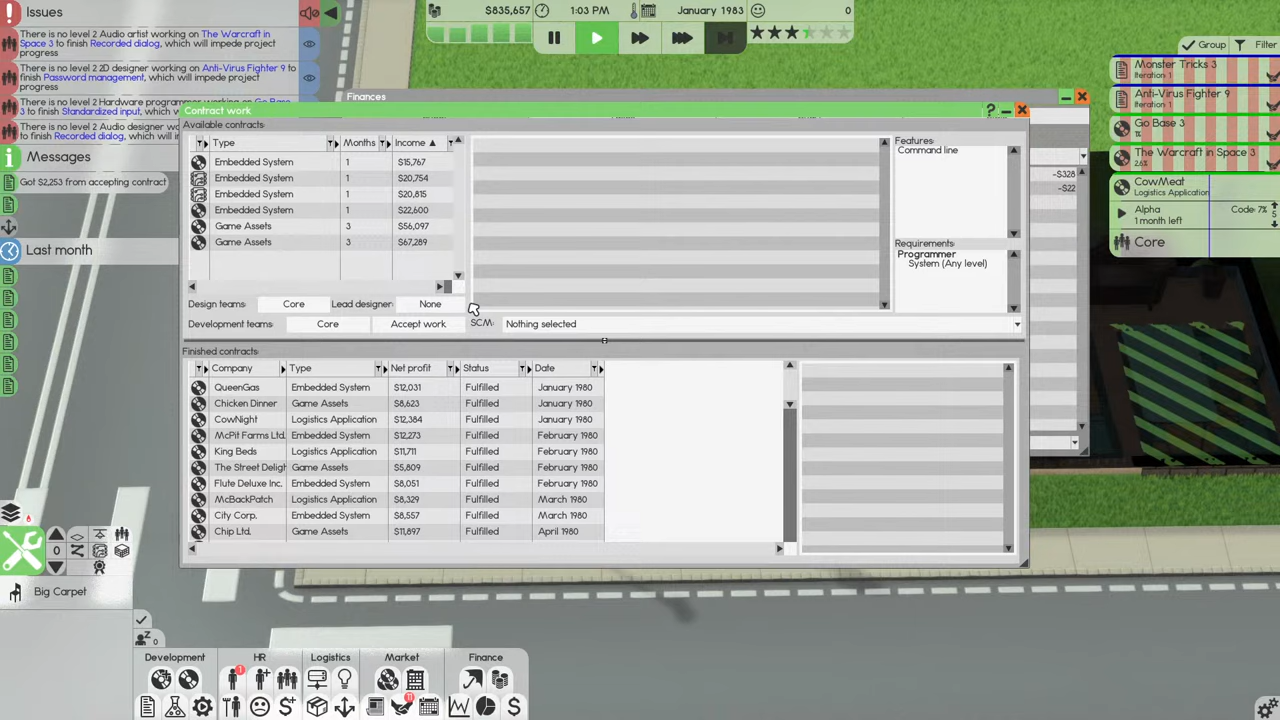 Issues
There is no level 2 Audio artist working on The Warcraft in
Space 3 to finish Recorded dialog, which will impede project
progress
There is no level 2 2D designer working on Anti-Virus Fighter 9
to finish Password management, which will impede project
progress
There is no level 2 Hardware programmer working on Go Base
3 to finish Standardized input, which w
There is no level 2 Audio designer wo
to finish Recorded dialog, which wi
Messages
Got $2,253 from accepting contract
Last month
$835,657
1:03 PM
January 1983
0
Finances
Contract work
Available contracts:
Type Months Income
Embedded System 1 $15,767
Embedded System 1 $20,754
Embedded System 1 $20,815
Embedded System 1 $22,600
Game Assets 3 $56,097
Game Assets 3 $67,289
Features:
Command line
Requirements:
Programmer
System (Any level)
Design teams: Core Lead designer: None
Development teams: Core Accept work SCM: Nothing selected
Finished contracts:
Company Type Net profit Status Date
QueenGas Embedded System $12,031 Fulfilled January 1980
Chicken Dinner Game Assets $8,623 Fulfilled January 1980
CowNight Logistics Application $12,384 Fulfilled January 1980
McPit Farms Ltd. Embedded System $12,273 Fulfilled February 1980
King Beds Logistics Application $11,711 Fulfilled February 1980
The Street Deligh Game Assets $5,809 Fulfilled February 1980
Flute Deluxe Inc. Embedded System $8,051 Fulfilled February 1980
McBackPatch Logistics Application $8,329 Fulfilled March 1980
City Corp. Embedded System $8,557 Fulfilled March 1980
Chip Ltd. Game Assets $11,897 Fulfilled April 1980
-$328
-$22
Group Filter
Monster Tricks 3
Iteration 1
Anti-Virus Fighter 9
Iteration 1
Go Base 3
1%
The Warcraft in Space 3
2.6%
CowMeat
Logistics Application
Alpha
1 month left
Code: 7%
Core
0
Big Carpet
0
Development HR Logistics Market Finance
1
11